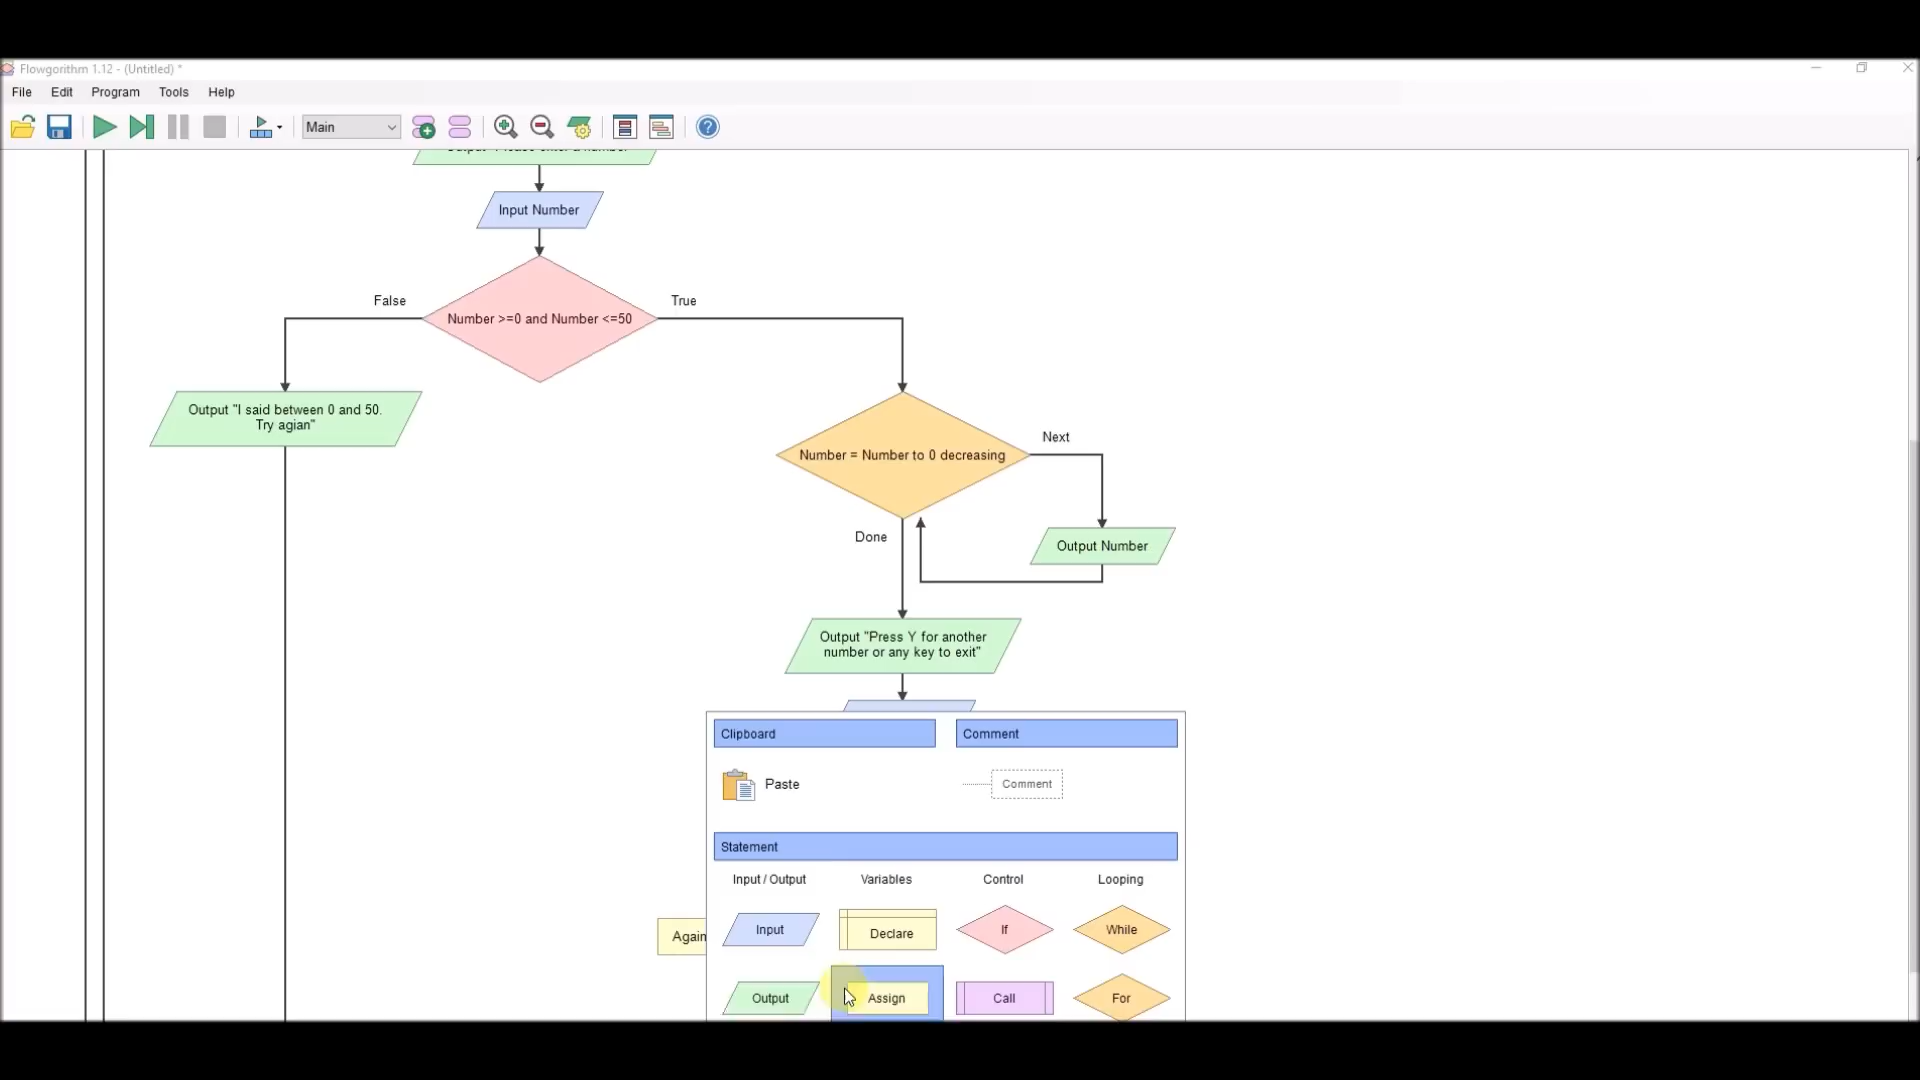 Flowgorithm 1.12 - (Untitled) *
File Edit Program Tools Help
Main
Input Number
False
True
Number >=0 and Number <=50
Output "I said between 0 and 50.
Try agian"
Next
Number = Number to 0 decreasing
Done
Output Number
Output "Press Y for another
number or any key to exit"
Clipboard
Comment
Paste
Comment
Statement
Input / Output
Variables
Control
Looping
Again
Input
Declare
If
While
Output
Assign
Call
For